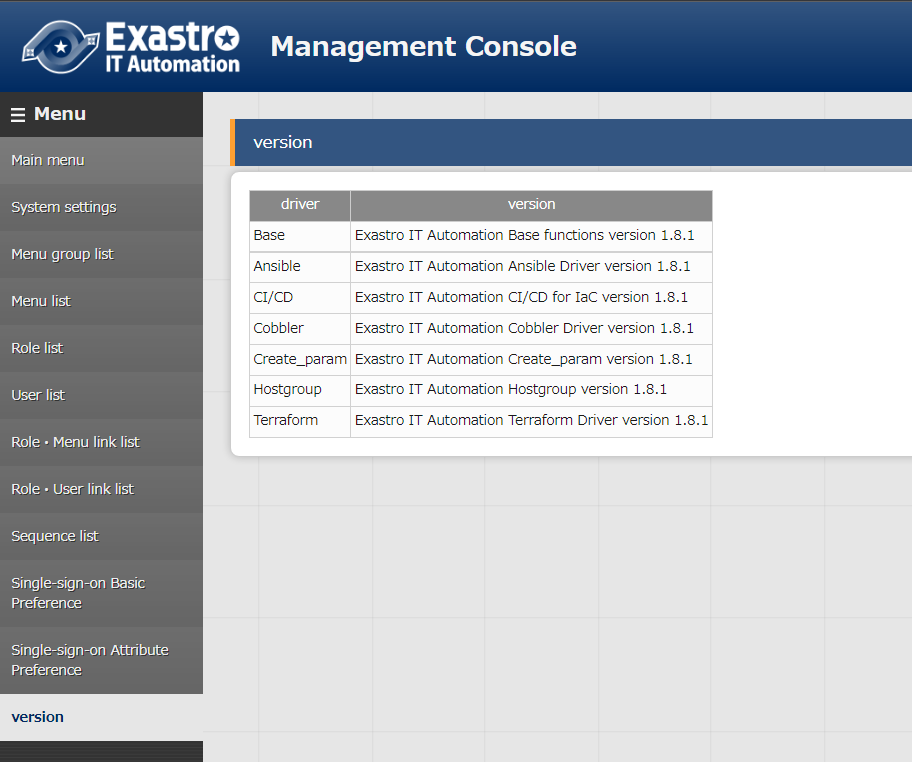 Exastro
IT Automation
Management Console
Menu
Main menu
System settings
Menu group list
Menu list
Role list
User list
Role・Menu link list
Role・User link list
Sequence list
Single-sign-on Basic
Preference
Single-sign-on Attribute
Preference
version
version
driver version
Base Exastro IT Automation Base functions version 1.8.1
Ansible Exastro IT Automation Ansible Driver version 1.8.1
CI/CD Exastro IT Automation CI/CD for IaC version 1.8.1
Cobbler Exastro IT Automation Cobbler Driver version 1.8.1
Create_param Exastro IT Automation Create_param version 1.8.1
Hostgroup Exastro IT Automation Hostgroup version 1.8.1
Terraform Exastro IT Automation Terraform Driver version 1.8.1